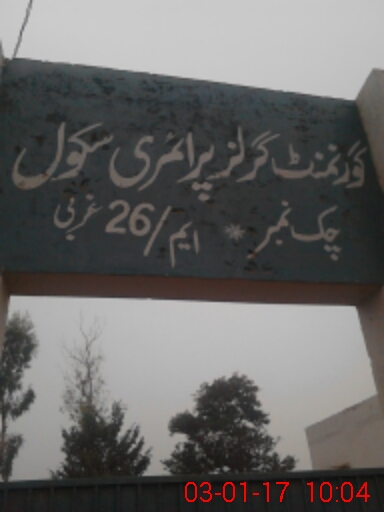 گورنمنٹ گرلز پرائمری سکول
چک نمبر * 26/ایم غربی
03-01-17 10:04